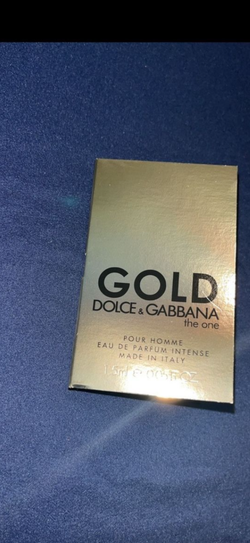 GOLD
DOLCE & GABBANA
the one
POUR HOMME
EAU DE PARFUM INTENSE
MADE IN ITALY